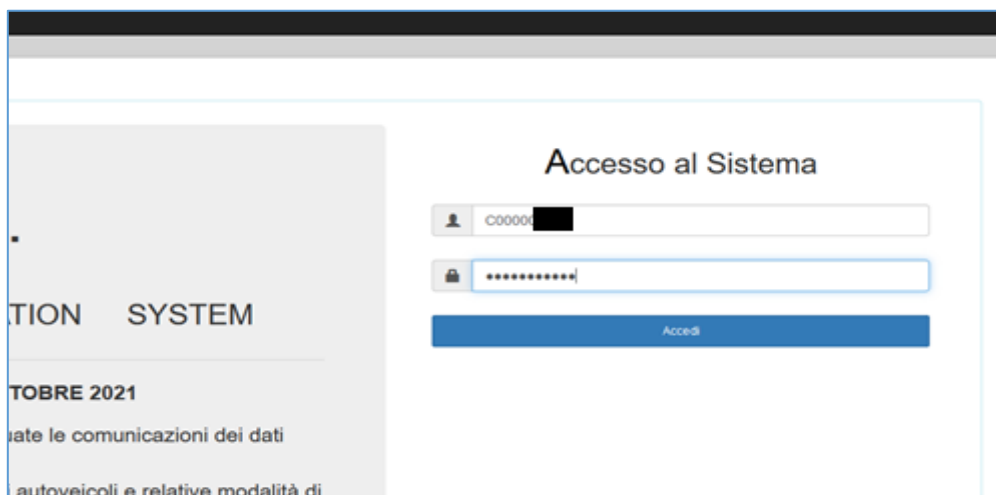 Accesso al Sistema
C00000
.
TION SYSTEM
Accedi
TOBRE 2021
uate le comunicazioni dei dati
i autoveicoli e relative modalità di